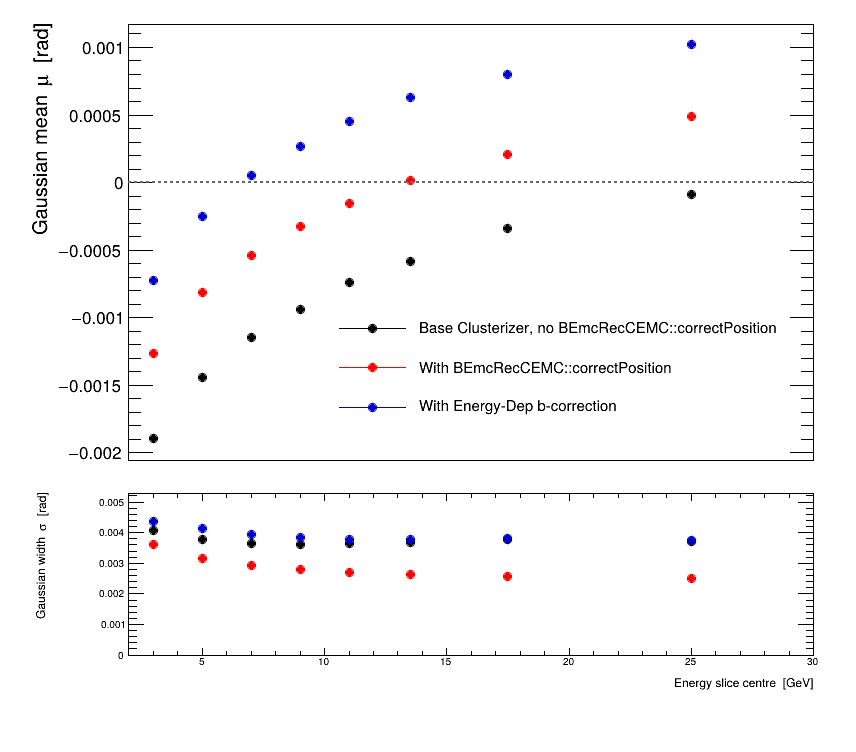 Gaussian mean μ [rad]
0.001
0.0005
0
−0.0005
−0.001
−0.0015
−0.002
Base Clusterizer, no BEmcRecCEMC::correctPosition
With BEmcRecCEMC::correctPosition
With Energy-Dep b-correction
Gaussian width σ [rad]
0.005
0.004
0.003
0.002
0.001
0
5 10 15 20 25 30
Energy slice centre [GeV]